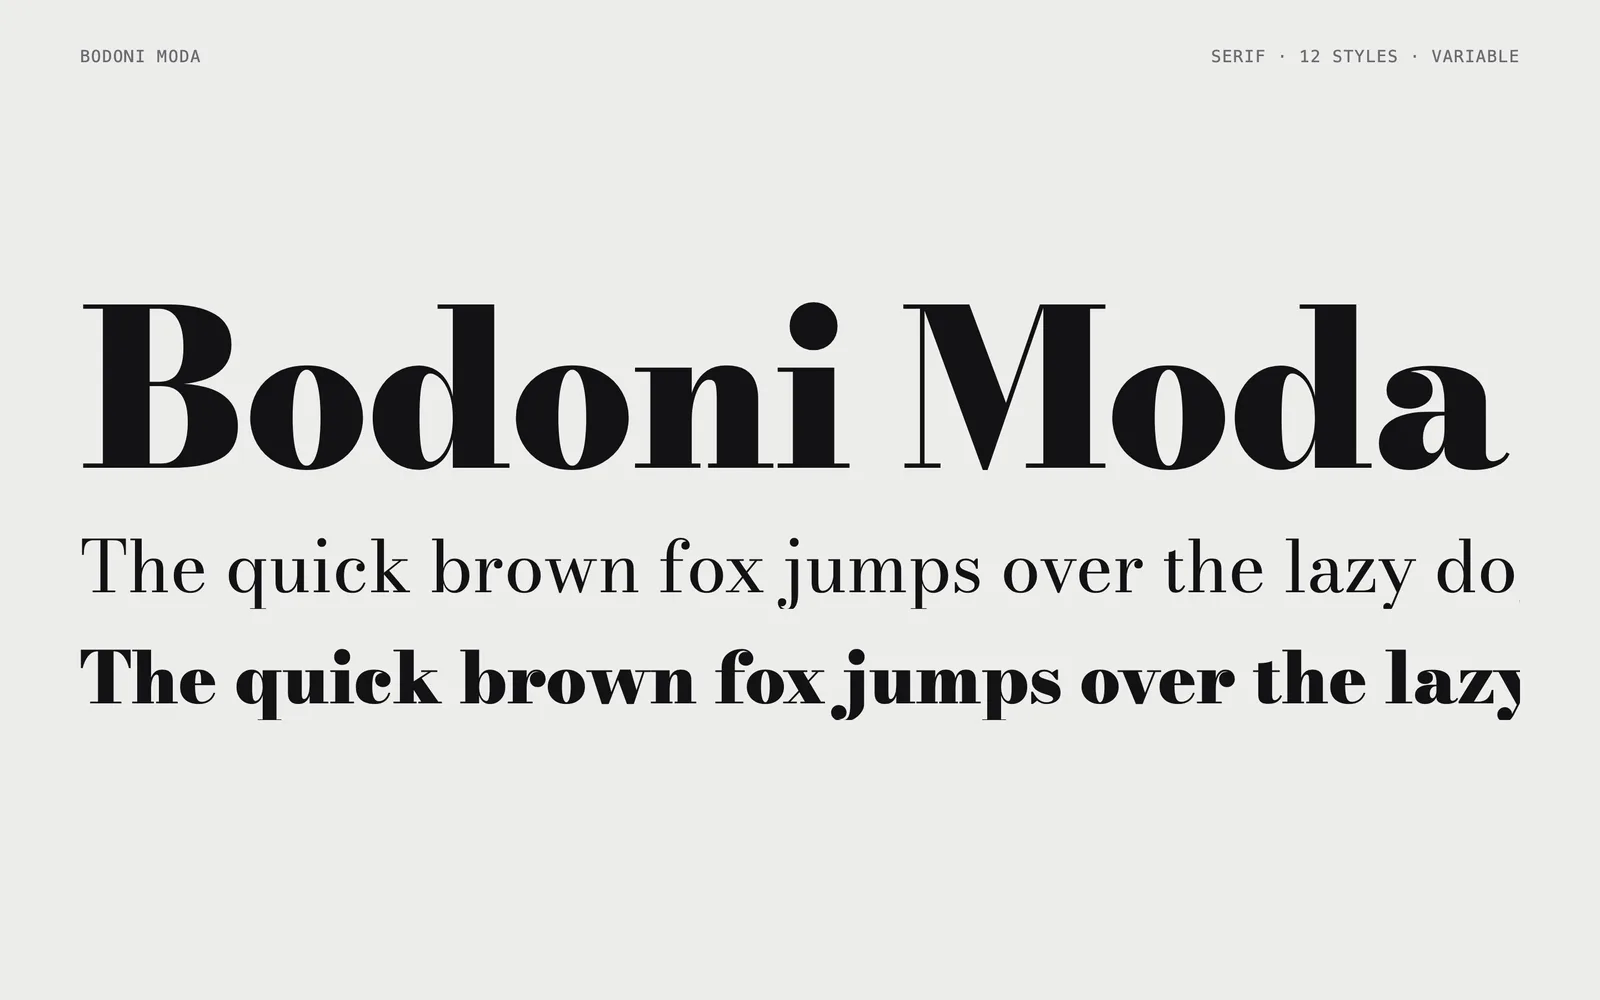 BODONI MODA
SERIF · 12 STYLES · VARIABLE
Bodoni Moda
The quick brown fox jumps over the lazy do
The quick brown fox jumps over the lazy